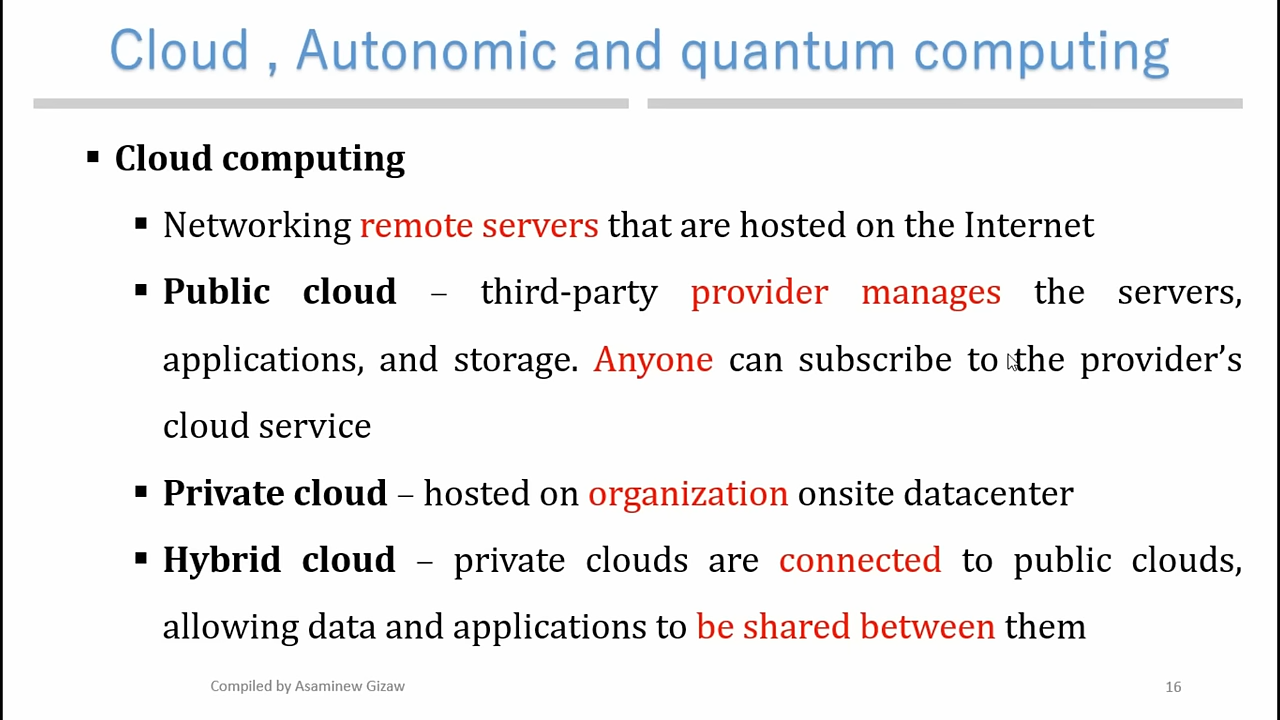 Cloud , Autonomic and quantum computing
▪ Cloud computing
▪ Networking remote servers that are hosted on the Internet
▪ Public cloud – third-party provider manages the servers,
applications, and storage. Anyone can subscribe to the provider’s
cloud service
▪ Private cloud – hosted on organization onsite datacenter
▪ Hybrid cloud – private clouds are connected to public clouds,
allowing data and applications to be shared between them
Compiled by Asaminew Gizaw
16